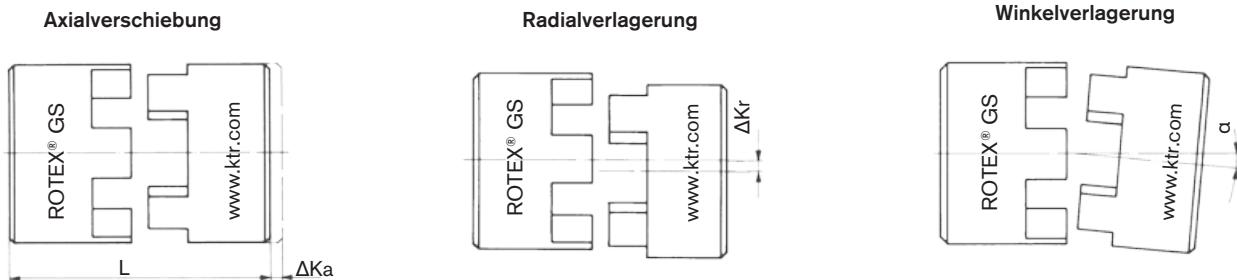 Axialverschiebung
ROTEX® GS
www.ktr.com
L
ΔKa
Radialverlagerung
ROTEX® GS
www.ktr.com
ΔKr
Winkelverlagerung
ROTEX® GS
www.ktr.com
α